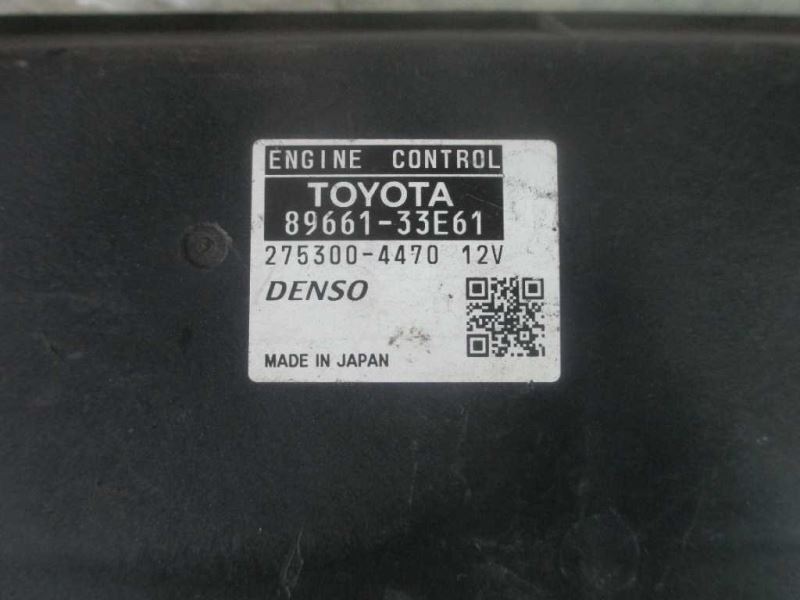 ENGINE CONTROL
TOYOTA
89661-33E61
275300-4470 12V
DENSO
MADE IN JAPAN